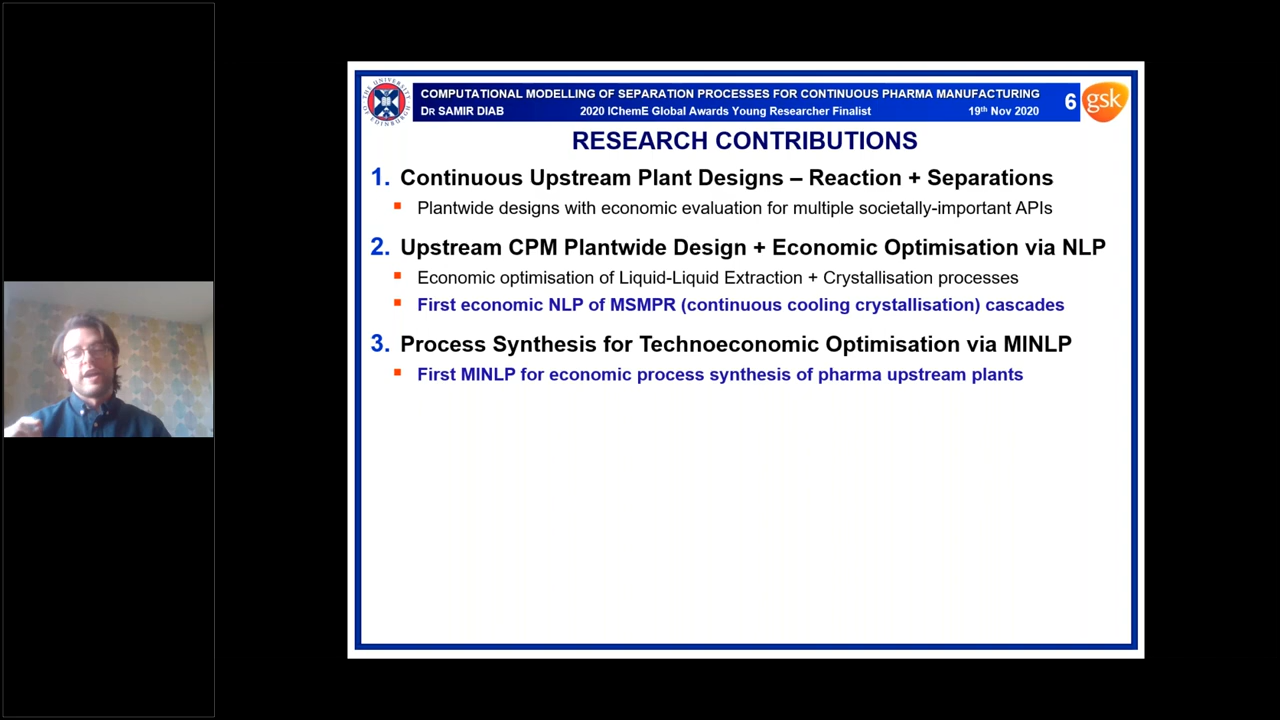 THE UNIVERSITY OF EDINBURGH
COMPUTATIONAL MODELLING OF SEPARATION PROCESSES FOR CONTINUOUS PHARMA MANUFACTURING
DR SAMIR DIAB 2020 IChemE Global Awards Young Researcher Finalist 19th Nov 2020
6
gsk
RESEARCH CONTRIBUTIONS
1. Continuous Upstream Plant Designs – Reaction + Separations
Plantwide designs with economic evaluation for multiple societally-important APIs
2. Upstream CPM Plantwide Design + Economic Optimisation via NLP
Economic optimisation of Liquid-Liquid Extraction + Crystallisation processes
First economic NLP of MSMPR (continuous cooling crystallisation) cascades
3. Process Synthesis for Technoeconomic Optimisation via MINLP
First MINLP for economic process synthesis of pharma upstream plants